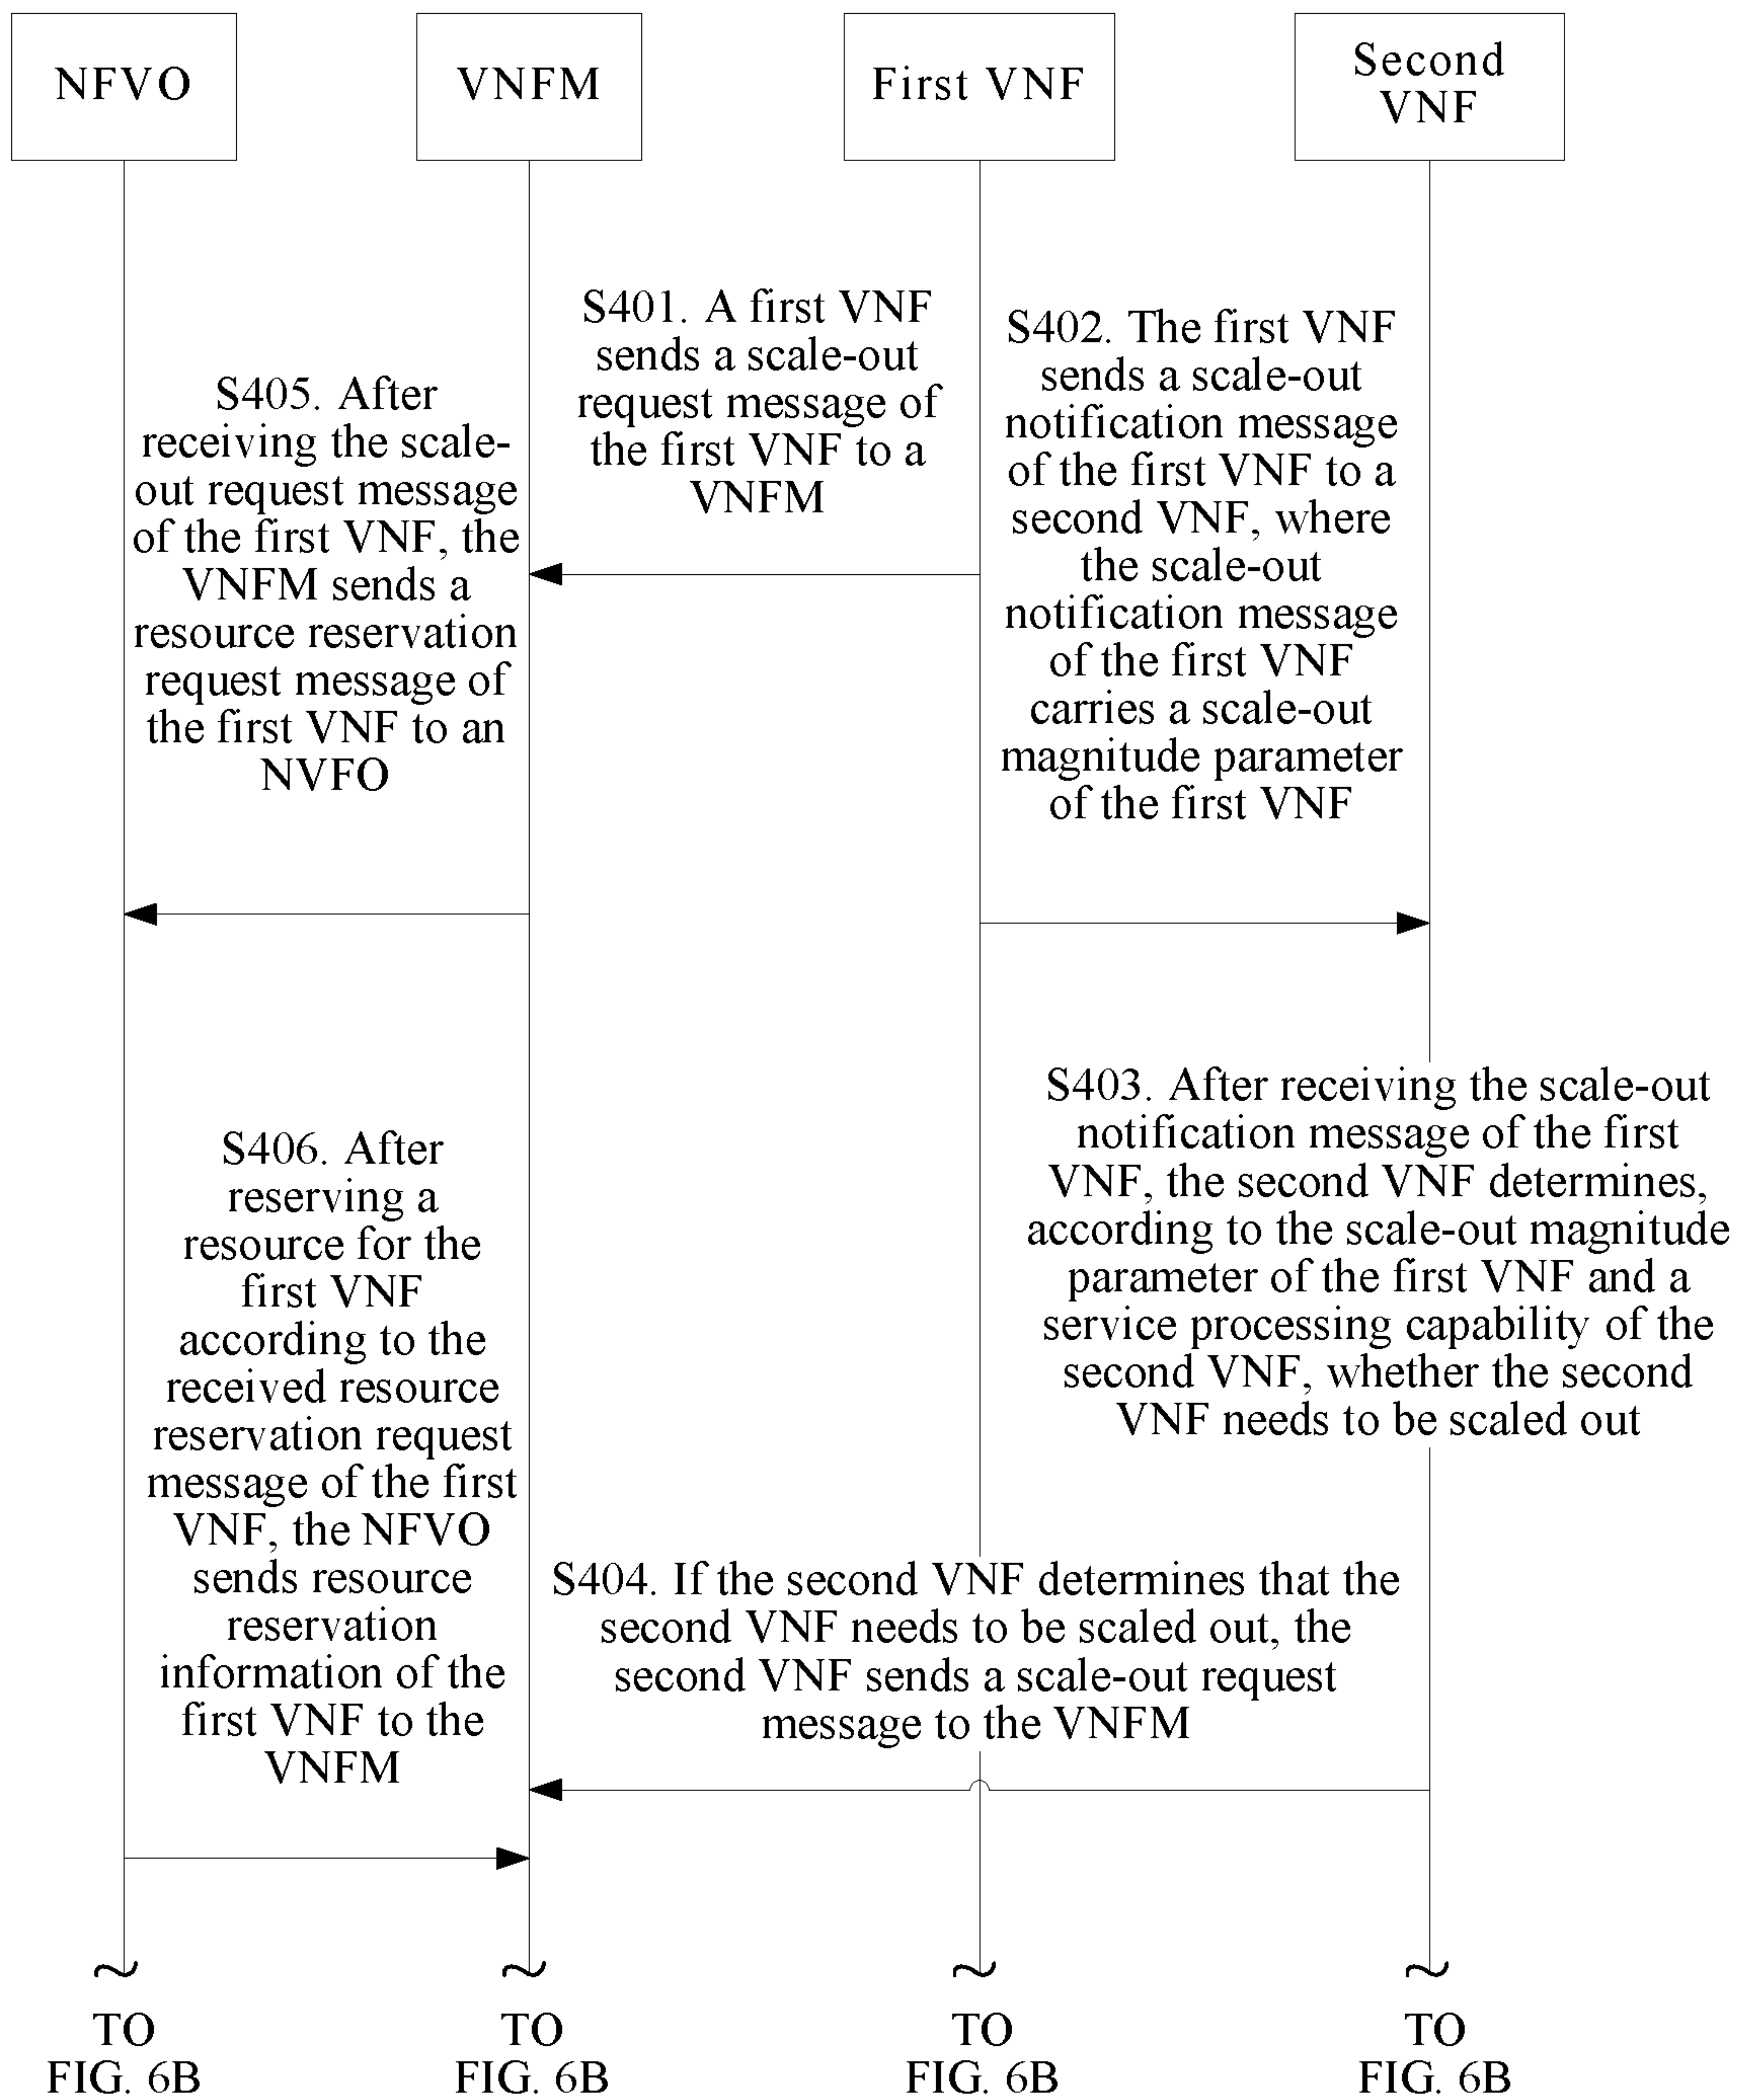 NFVO
VNFM
First VNF
Second
VNF
S401. A first VNF
sends a scale-out
request message of
the first VNF to a
VNFM
S402. The first VNF
sends a scale-out
notification message
of the first VNF to a
second VNF, where
the scale-out
notification message
of the first VNF
carries a scale-out
magnitude parameter
of the first VNF
S405. After
receiving the scale-
out request message
of the first VNF, the
VNFM sends a
resource reservation
request message of
the first VNF to an
NVFO
S403. After receiving the scale-out
notification message of the first
VNF, the second VNF determines,
according to the scale-out magnitude
parameter of the first VNF and a
service processing capability of the
second VNF, whether the second
VNF needs to be scaled out
S406. After
reserving a
resource for the
first VNF
according to the
received resource
reservation request
message of the first
VNF, the NFVO
sends resource
reservation
information of the
first VNF to the
VNFM
S404. If the second VNF determines that the
second VNF needs to be scaled out, the
second VNF sends a scale-out request
message to the VNFM
TO
FIG. 6B
TO
FIG. 6B
TO
FIG. 6B
TO
FIG. 6B